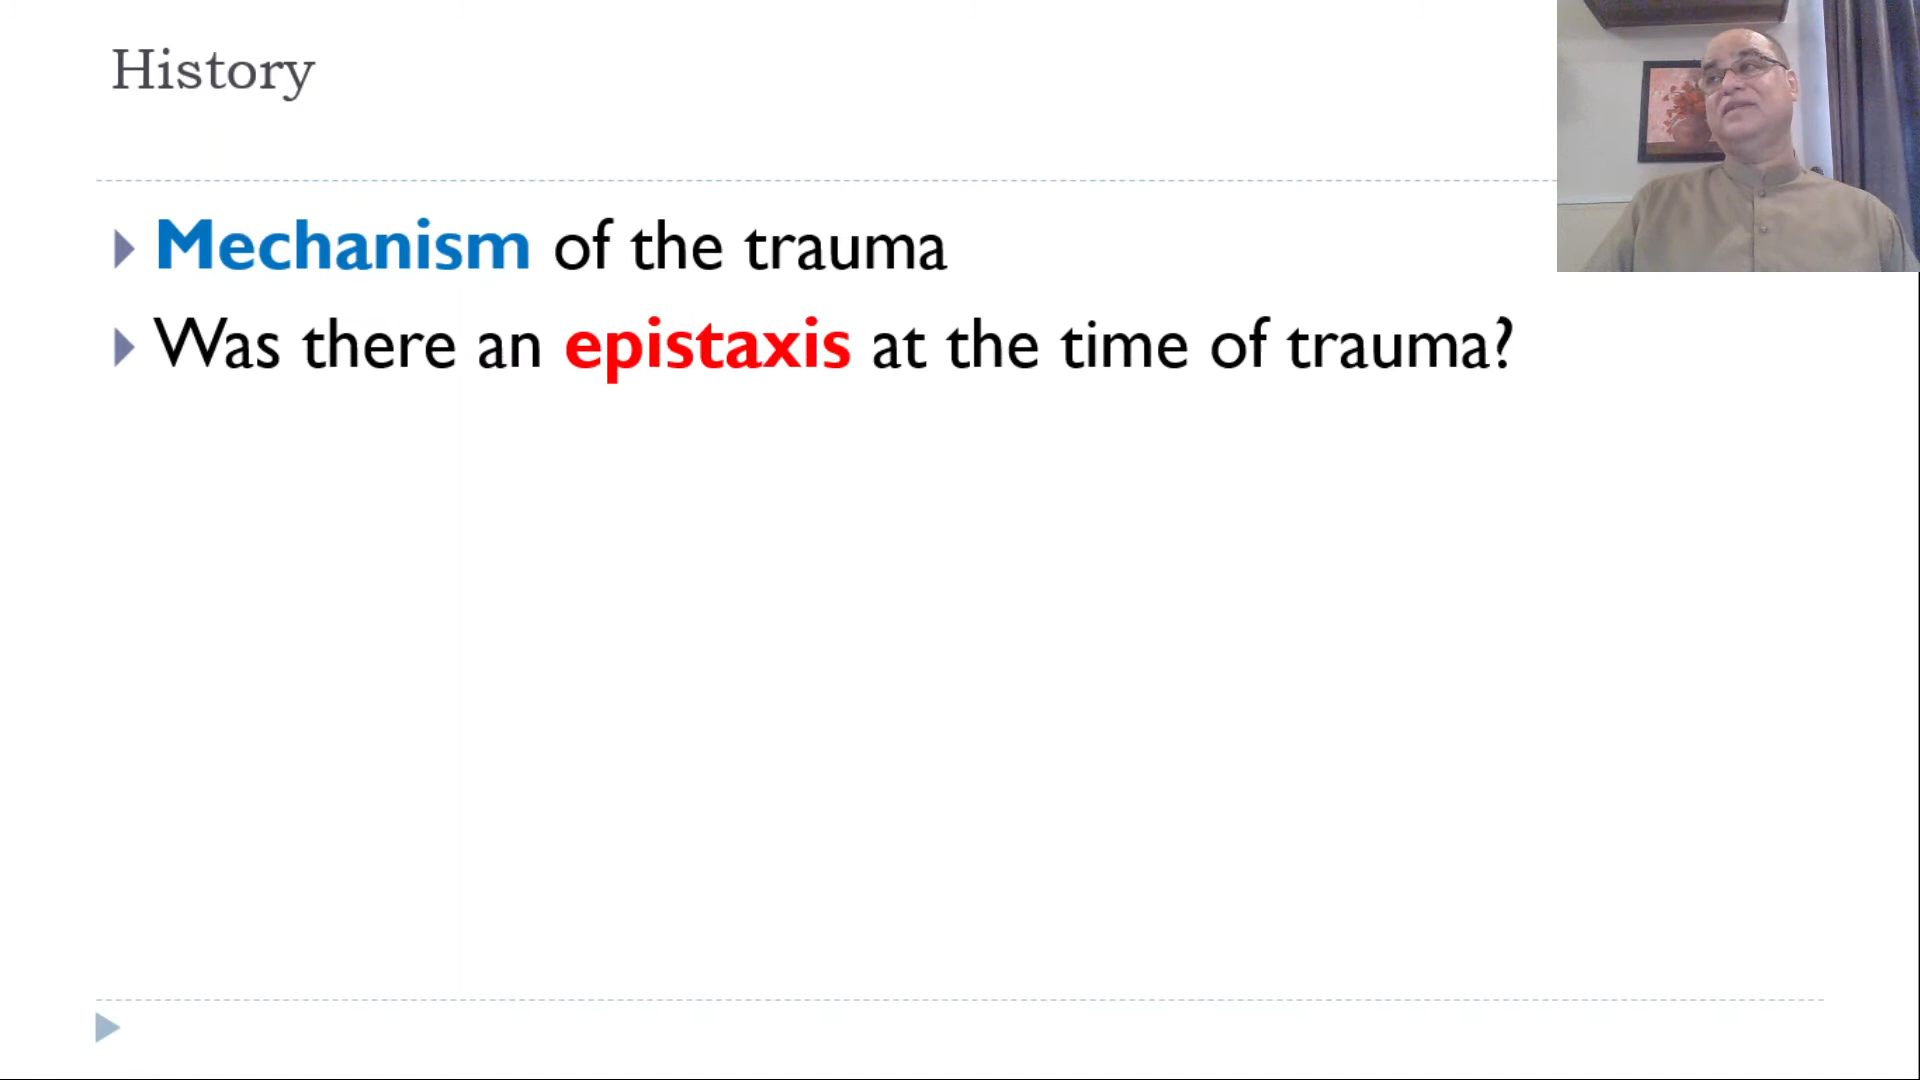 History
Mechanism of the trauma
Was there an epistaxis at the time of trauma?